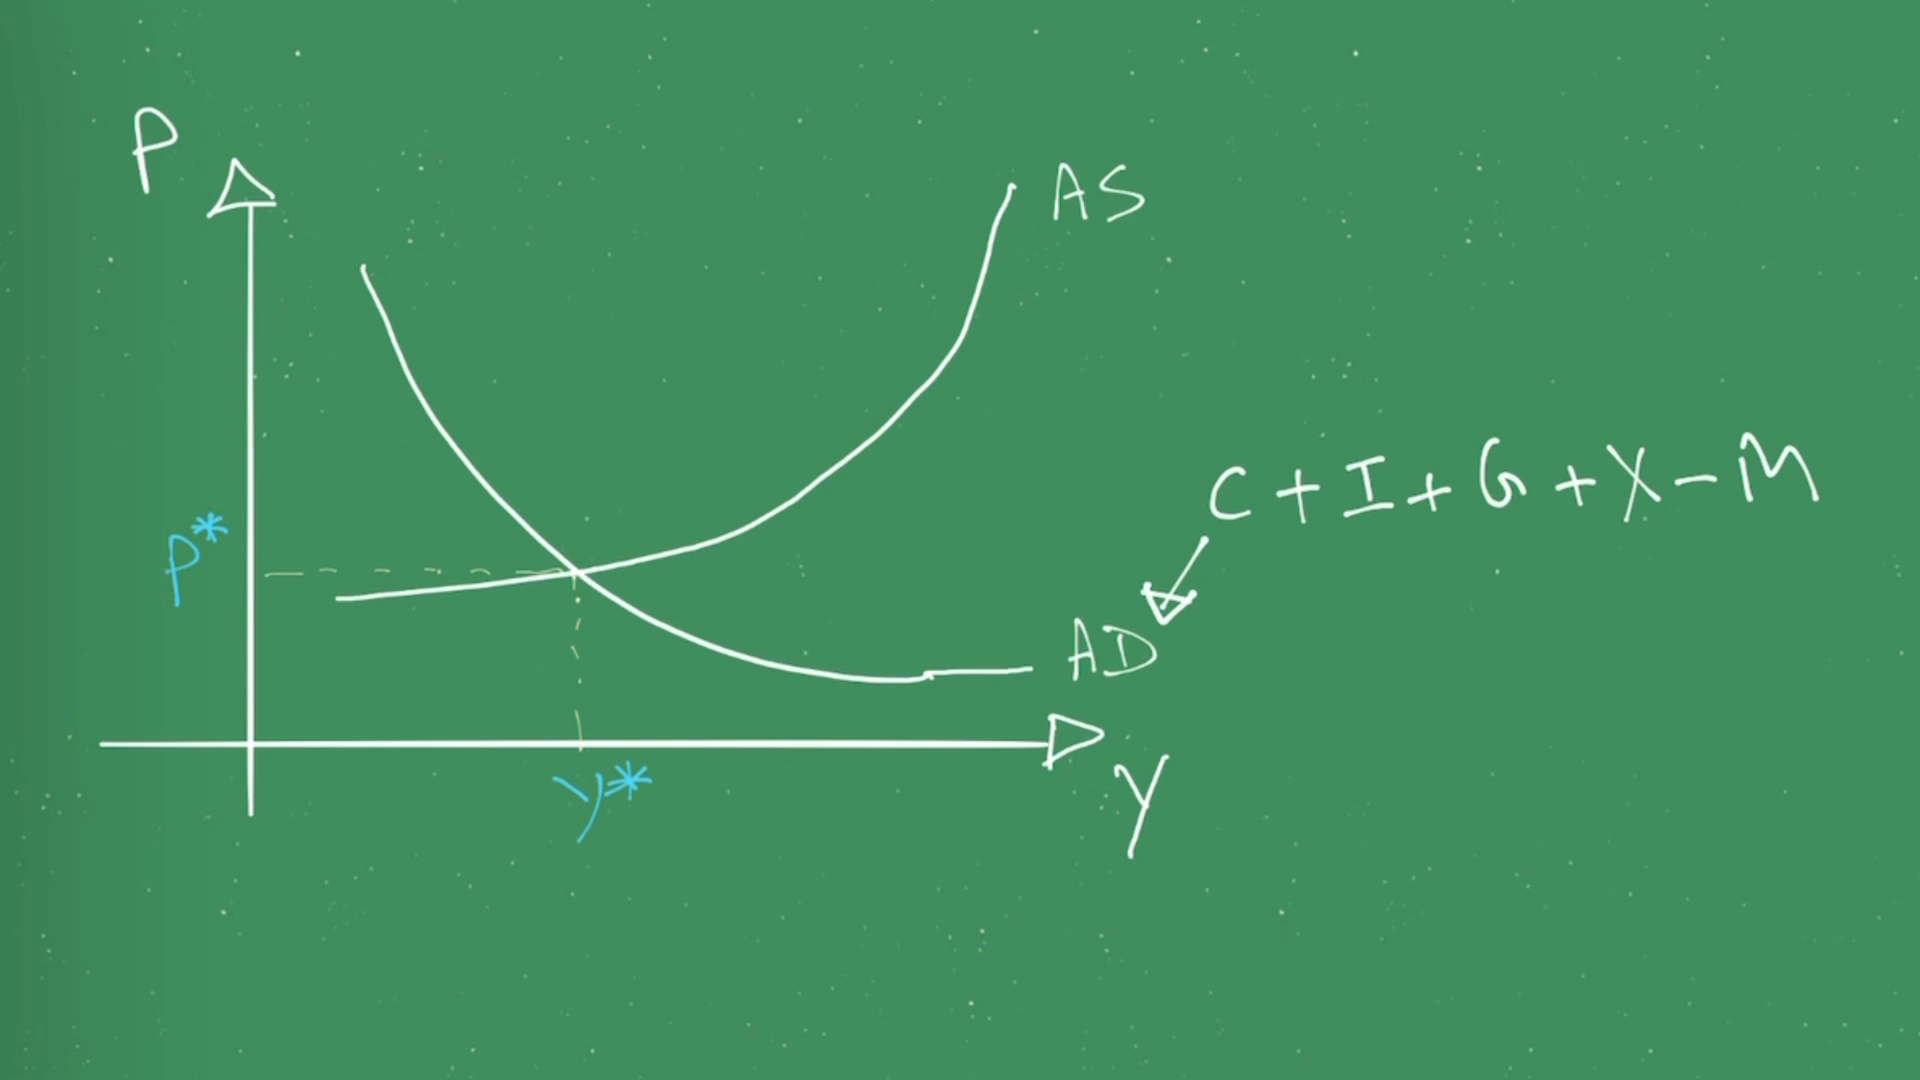 P
AS
C + I + G + X - M
P*
AD
y*
Y